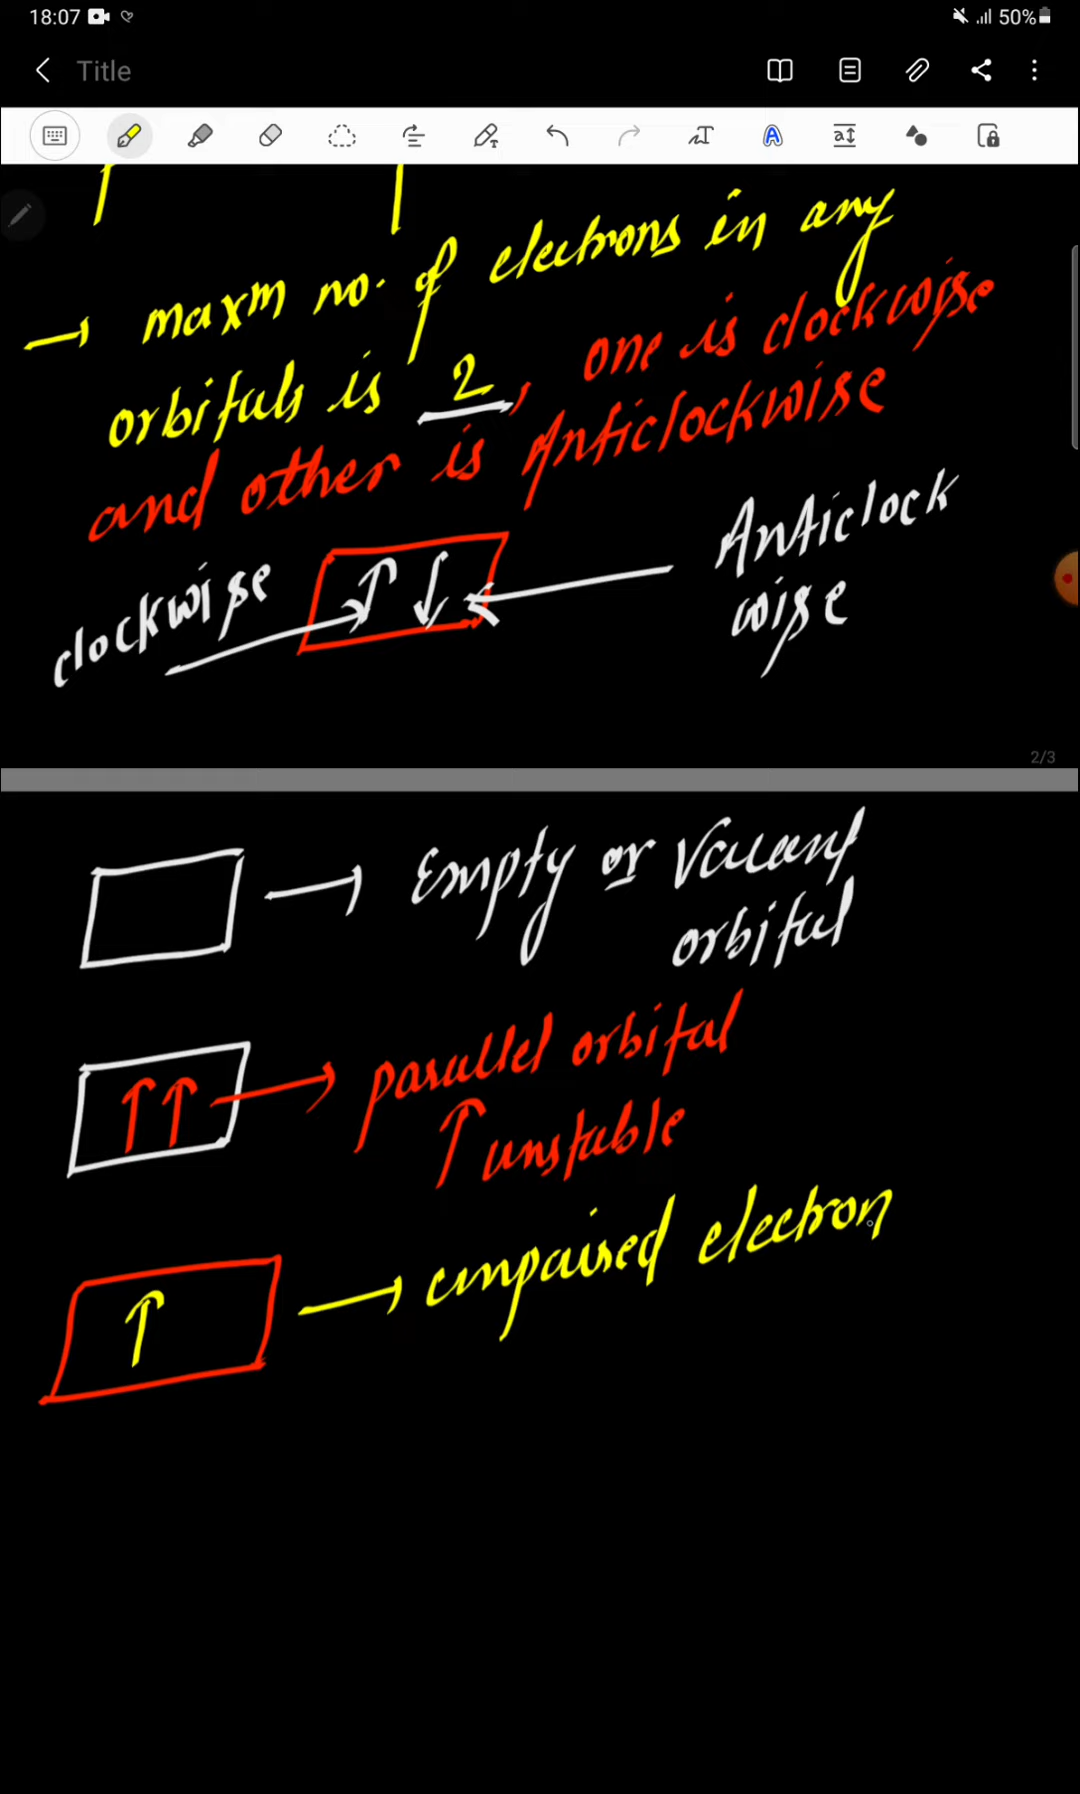 18:07
50%
Title
→ maxm no. of electrons in any
orbitals is 2, one is clockwise
and other is Anticlockwise
clockwise ↑↓ Anticlock
wise
2/3
→ Empty or Vacant
orbital
↑↑ → parallel orbital
↑ unstable
↑ → unpaired electron